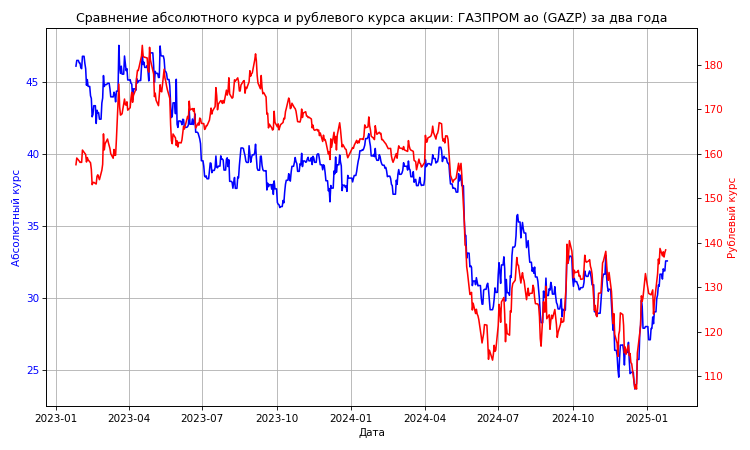 Сравнение абсолютного курса и рублевого курса акции: ГАЗПРОМ ао (GAZP) за два года
Абсолютный курс
45
40
35
30
25
180
170
160
150
140
130
120
110
Рублевый курс
2023-01 2023-04 2023-07 2023-10 2024-01 2024-04 2024-07 2024-10 2025-01
Дата